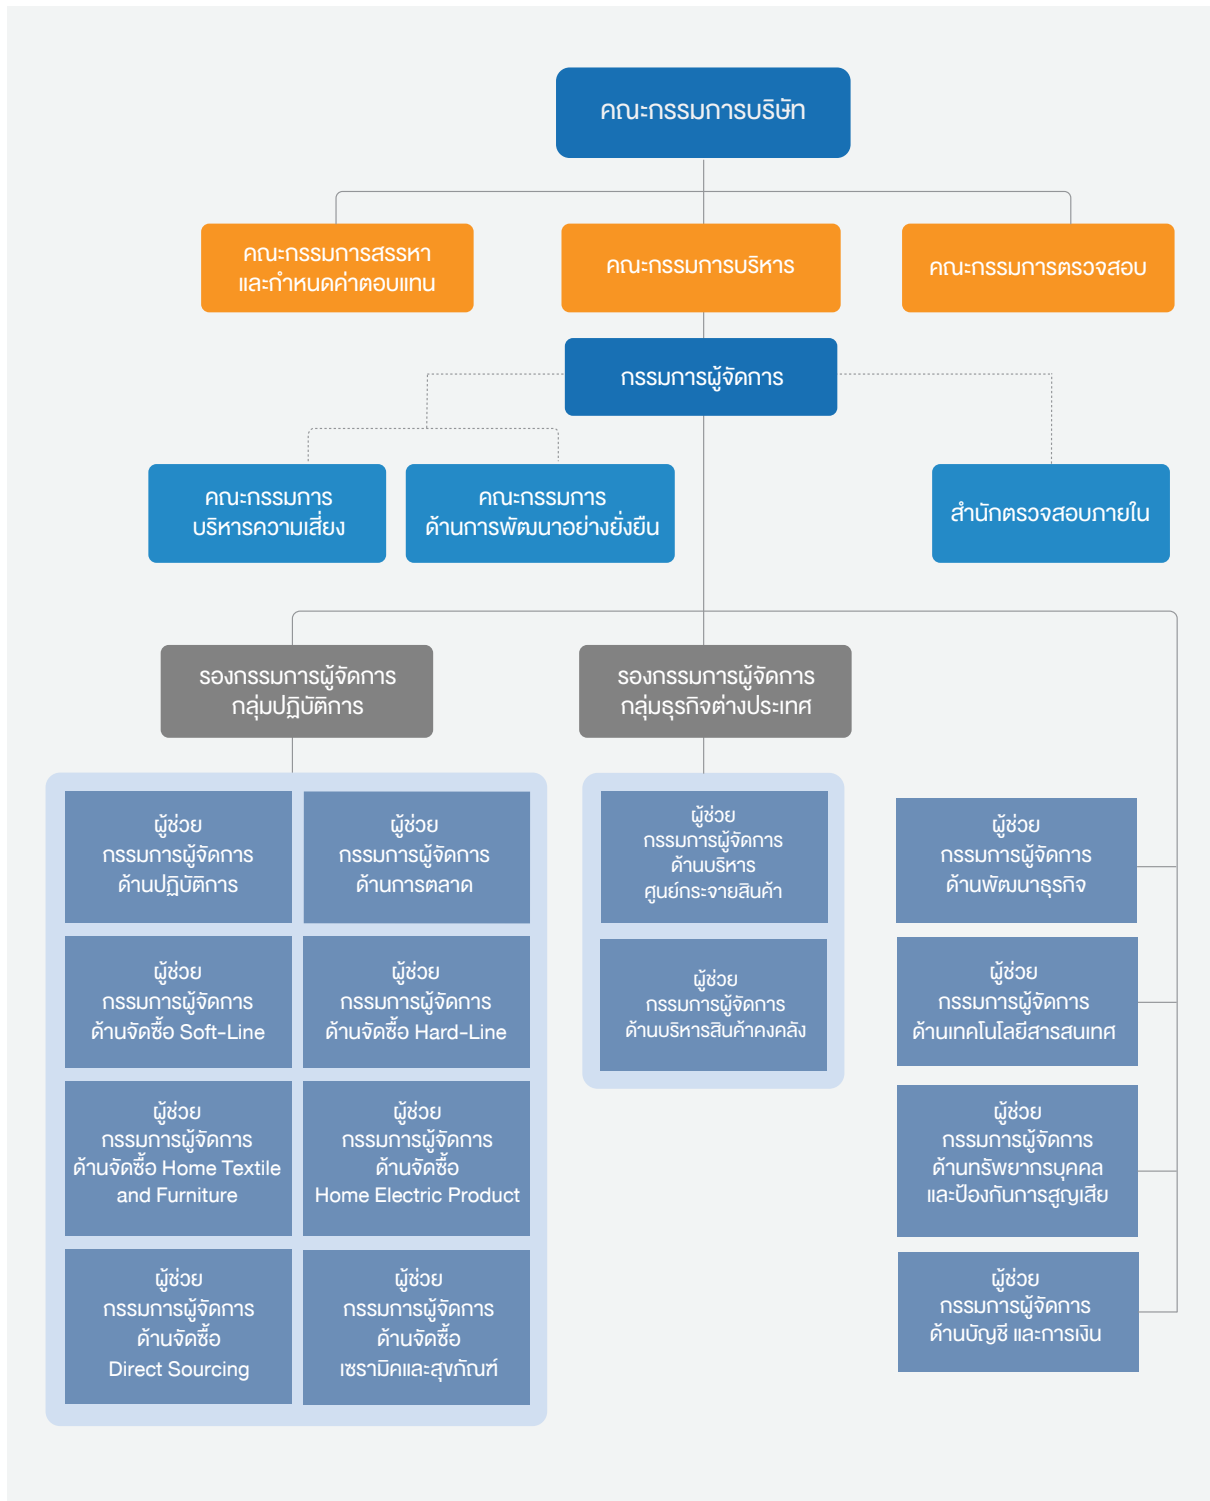 คณะกรรมการบริษัท
คณะกรรมการสรรหา
และกำหนดค่าตอบแทน
คณะกรรมการบริหาร
คณะกรรมการตรวจสอบ
กรรมการผู้จัดการ
คณะกรรมการ
บริหารความเสี่ยง
คณะกรรมการ
ด้านการพัฒนาอย่างยั่งยืน
สำนักตรวจสอบภายใน
รองกรรมการผู้จัดการ
กลุ่มปฏิบัติการ
รองกรรมการผู้จัดการ
กลุ่มธุรกิจต่างประเทศ
ผู้ช่วย
กรรมการผู้จัดการ
ด้านปฏิบัติการ
ผู้ช่วย
กรรมการผู้จัดการ
ด้านการตลาด
ผู้ช่วย
กรรมการผู้จัดการ
ด้านจัดซื้อ Soft-Line
ผู้ช่วย
กรรมการผู้จัดการ
ด้านจัดซื้อ Hard-Line
ผู้ช่วย
กรรมการผู้จัดการ
ด้านจัดซื้อ Home Textile
and Furniture
ผู้ช่วย
กรรมการผู้จัดการ
ด้านจัดซื้อ
Home Electric Product
ผู้ช่วย
กรรมการผู้จัดการ
ด้านจัดซื้อ
Direct Sourcing
ผู้ช่วย
กรรมการผู้จัดการ
ด้านจัดซื้อ
เซรามิคและสุขภัณฑ์
ผู้ช่วย
กรรมการผู้จัดการ
ด้านบริหาร
ศูนย์กระจายสินค้า
ผู้ช่วย
กรรมการผู้จัดการ
ด้านบริหารสินค้าคงคลัง
ผู้ช่วย
กรรมการผู้จัดการ
ด้านพัฒนาธุรกิจ
ผู้ช่วย
กรรมการผู้จัดการ
ด้านเทคโนโลยีสารสนเทศ
ผู้ช่วย
กรรมการผู้จัดการ
ด้านทรัพยากรบุคคล
และป้องกันการสูญเสีย
ผู้ช่วย
กรรมการผู้จัดการ
ด้านบัญชี และการเงิน